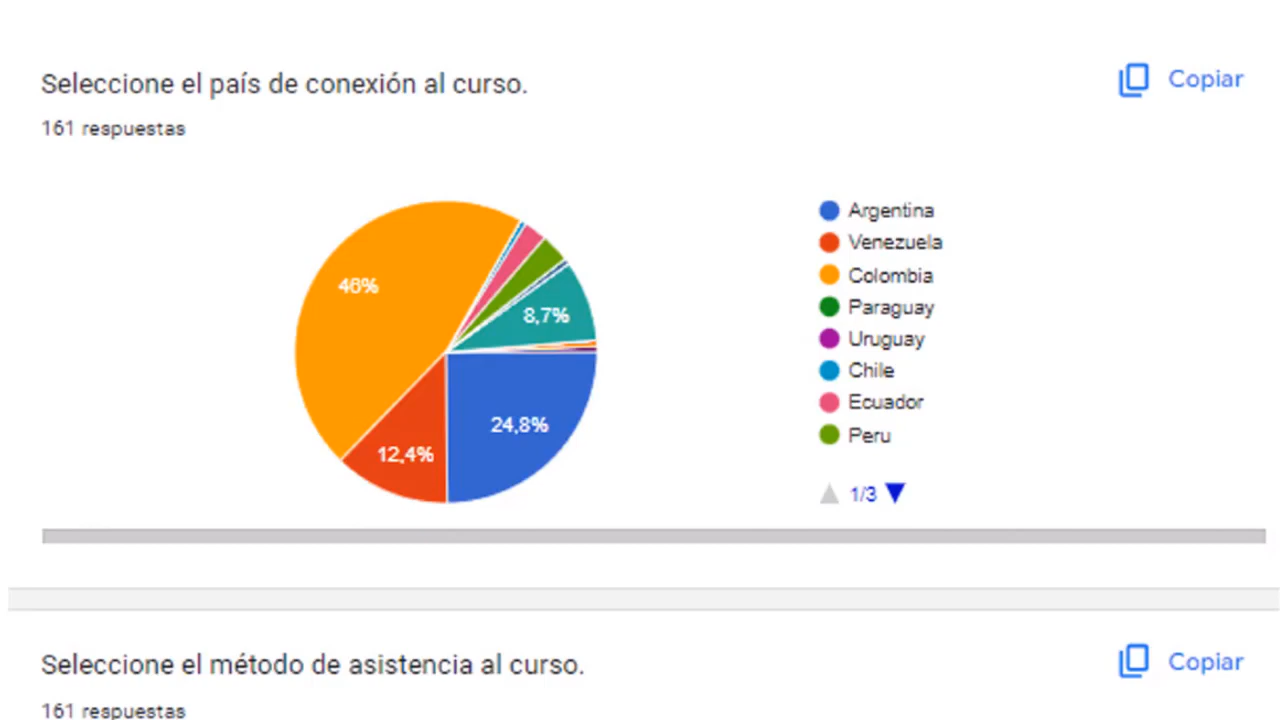 Seleccione el país de conexión al curso.
Copiar
161 respuestas
46%
8,7%
24,8%
12,4%
Argentina
Venezuela
Colombia
Paraguay
Uruguay
Chile
Ecuador
Peru
1/3
Seleccione el método de asistencia al curso.
Copiar
161 respuestas